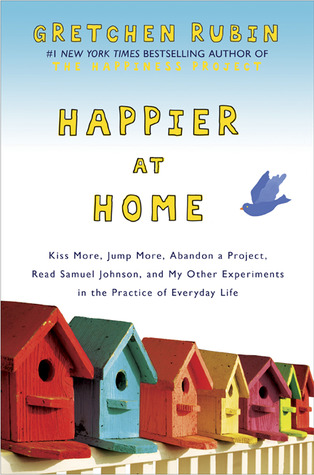 GRETCHEN RUBIN
#1 NEW YORK TIMES BESTSELLING AUTHOR OF
THE HAPPINESS PROJECT
HAPPIER
AT
HOME
Kiss More, Jump More, Abandon a Project,
Read Samuel Johnson, and My Other Experiments
in the Practice of Everyday Life